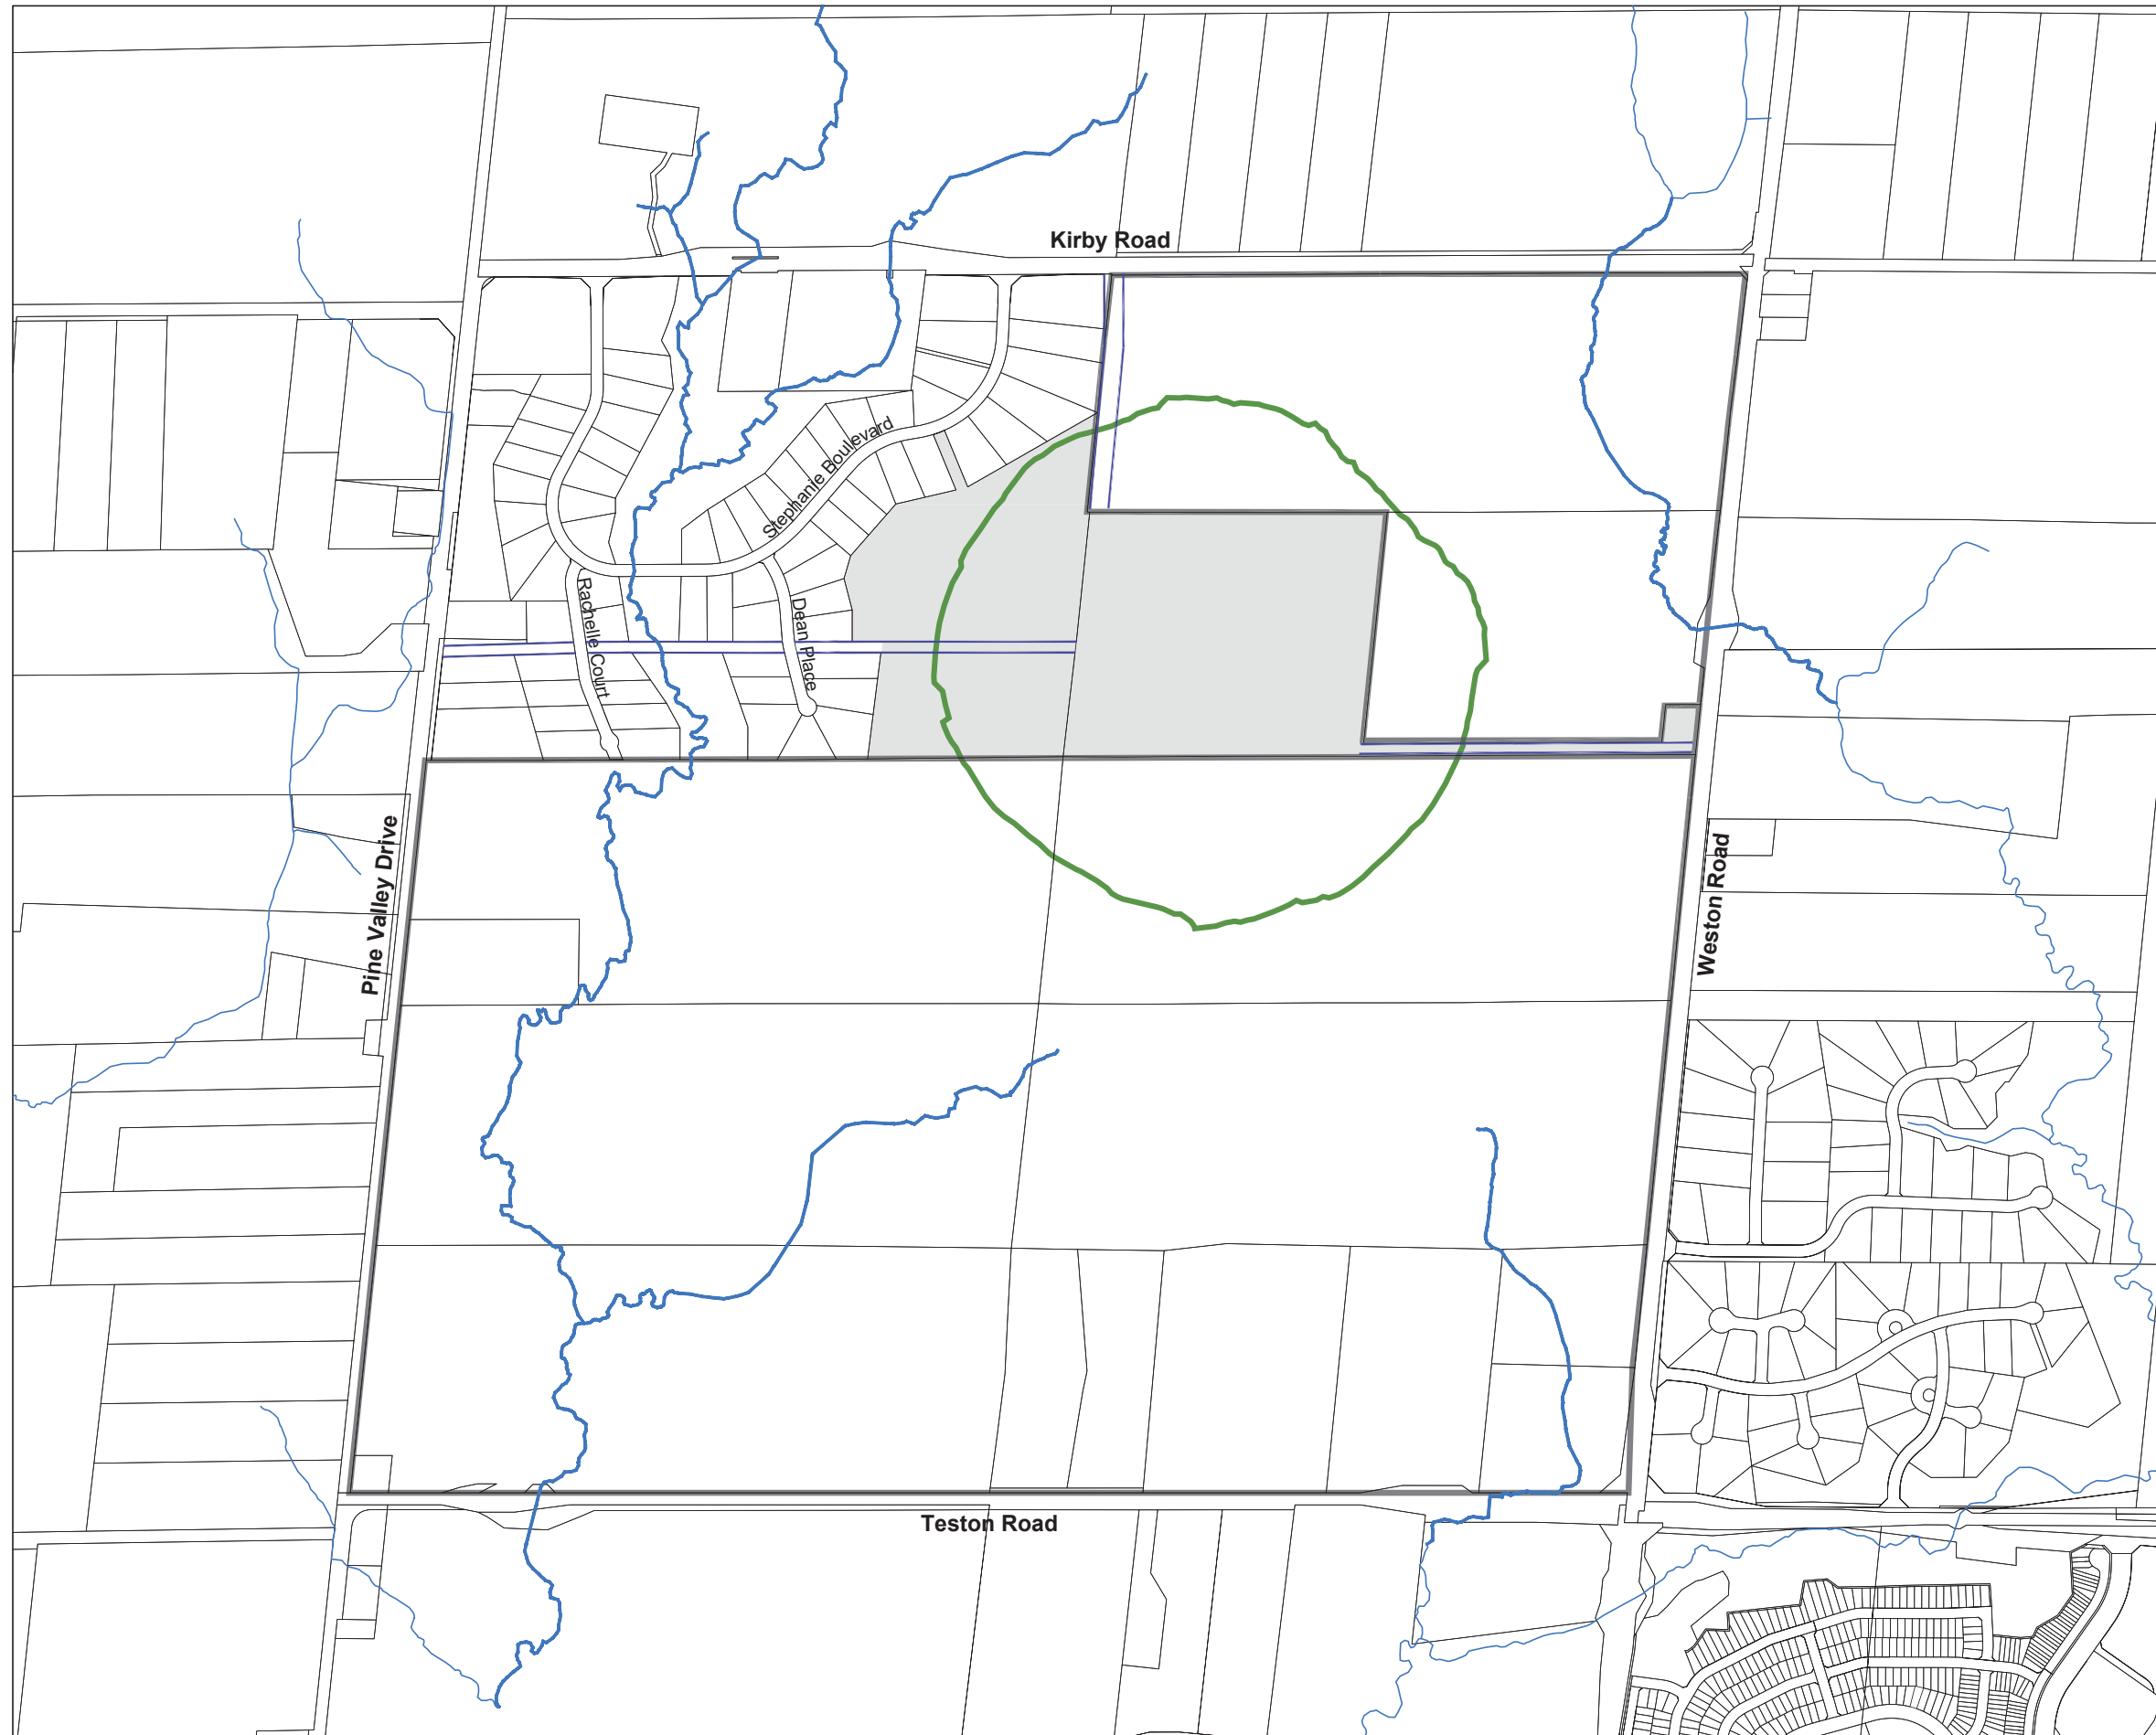 Kirby Road
Stephanie Boulevard
Rachelle Court
Dean Place
Pine Valley Drive
Weston Road
Teston Road